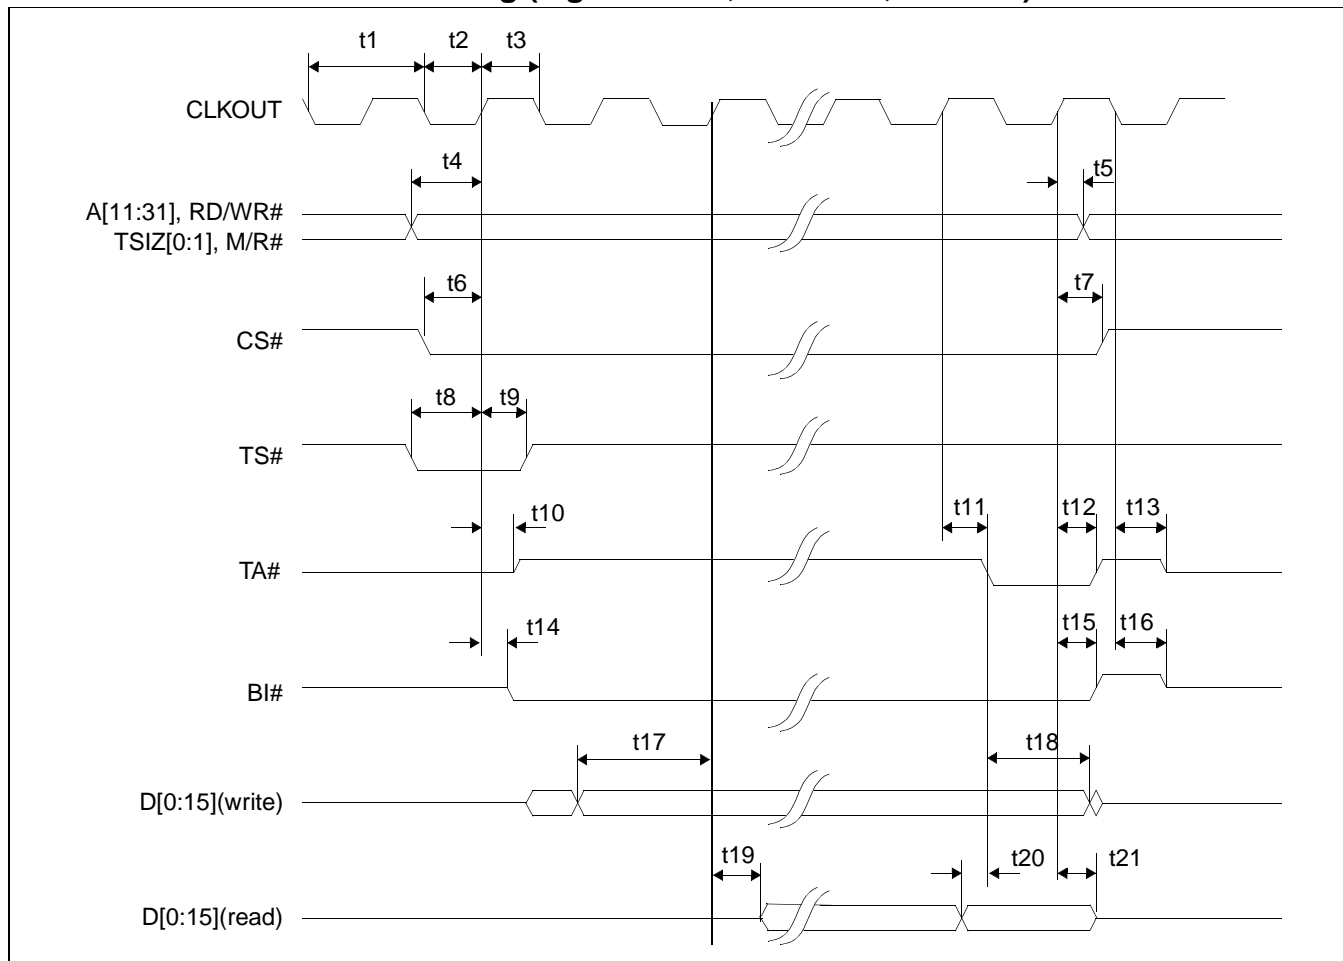 t1 t2 t3
CLKOUT
t4 t5
A[11:31], RD/WR#
TSIZ[0:1], M/R#
t6 t7
CS#
t8 t9
TS#
t10 t11 t12 t13
TA#
t14 t15 t16
BI#
t17 t18
D[0:15](write)
t19 t20 t21
D[0:15](read)